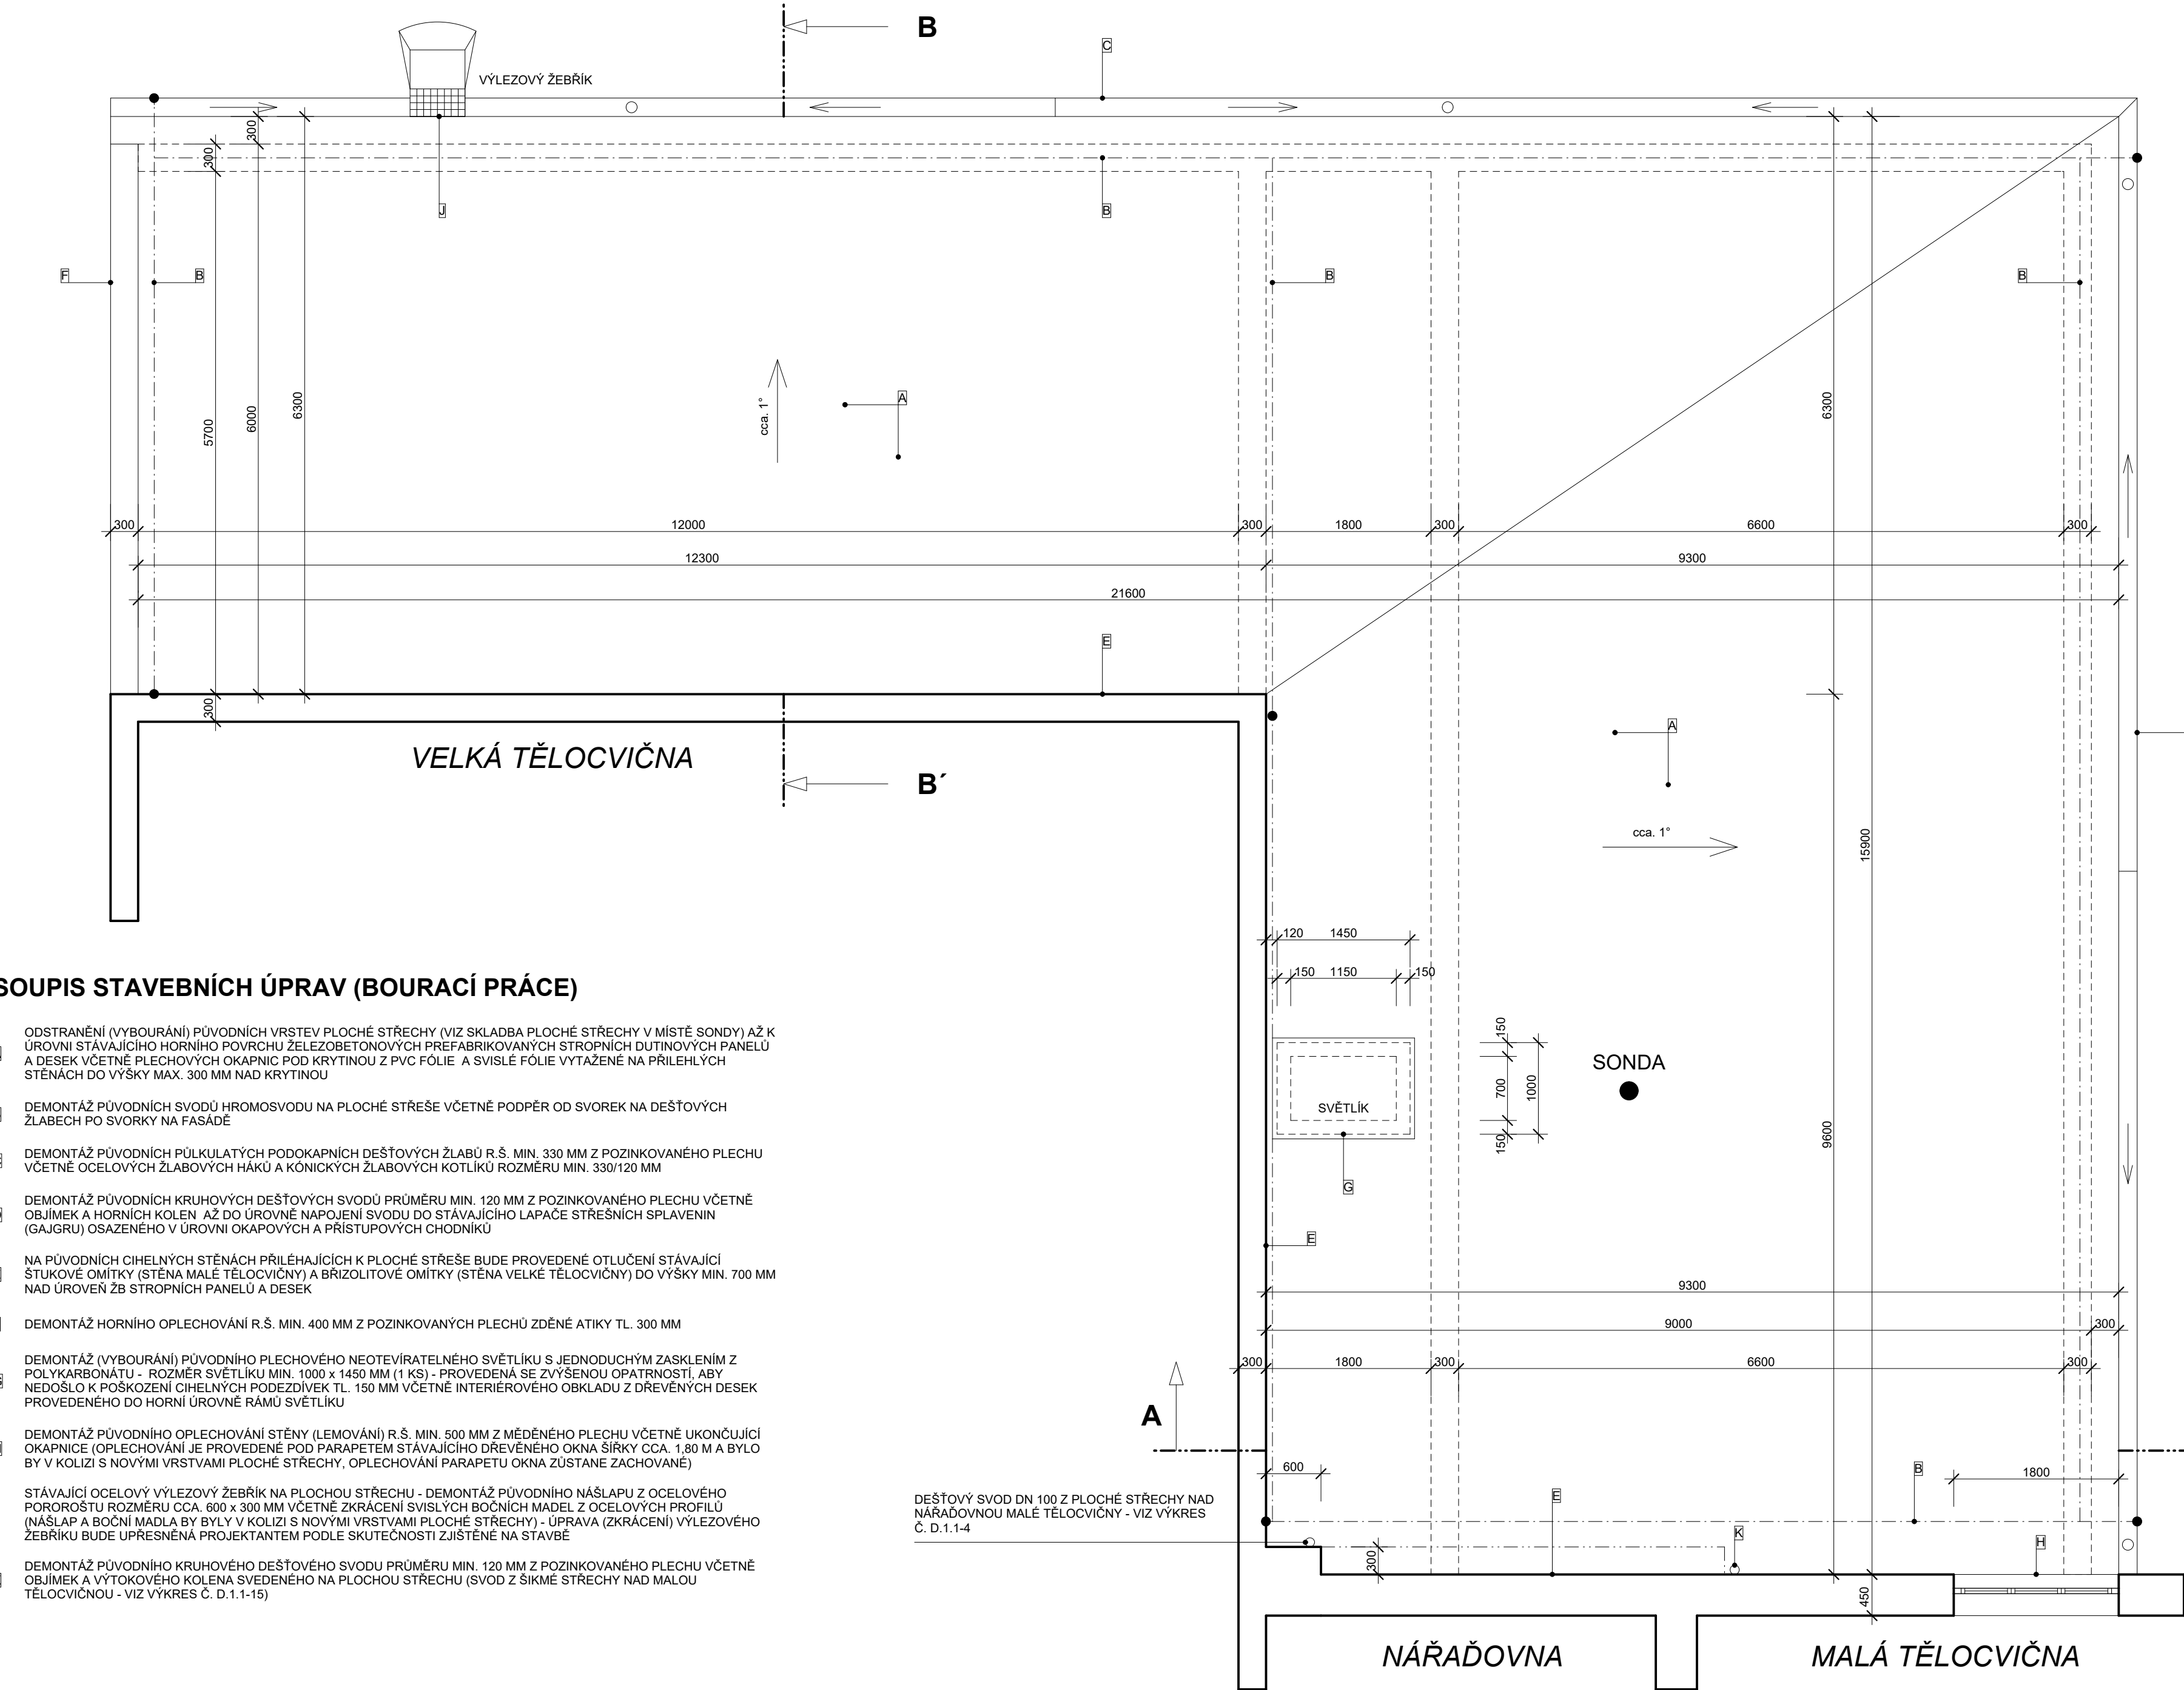 B
C
VÝLEZOVÝ ŽEBŘÍK
300
300
J
B
F
B
B
B
5700
6000
6300
cca. 1°
A
6300
300
12000
300
1800
300
6600
300
12300
9300
21600
E
300
VELKÁ TĚLOCVIČNA
B´
A
cca. 1°
15900
120
1450
150
1150
150
150
700
1000
150
SONDA
SVĚTLÍK
G
9600
E
9300
9000
300
300
1800
300
6600
300
A
600
B
1800
E
K
H
300
450
DEŠŤOVÝ SVOD DN 100 Z PLOCHÉ STŘECHY NAD
NÁŘAĎOVNOU MALÉ TĚLOCVIČNY - VIZ VÝKRES
Č. D.1.1-4
NÁŘAĎOVNA
MALÁ TĚLOCVIČNA
SOUPIS STAVEBNÍCH ÚPRAV (BOURACÍ PRÁCE)
ODSTRANĚNÍ (VYBOURÁNÍ) PŮVODNÍCH VRSTEV PLOCHÉ STŘECHY (VIZ SKLADBA PLOCHÉ STŘECHY V MÍSTĚ SONDY) AŽ K
ÚROVNI STÁVAJÍCÍHO HORNÍHO POVRCHU ŽELEZOBETONOVÝCH PREFABRIKOVANÝCH STROPNÍCH DUTINOVÝCH PANELŮ
A DESEK VČETNĚ PLECHOVÝCH OKAPNIC POD KRYTINOU Z PVC FÓLIE A SVISLÉ FÓLIE VYTAŽENÉ NA PŘILEHLÝCH
STĚNÁCH DO VÝŠKY MAX. 300 MM NAD KRYTINOU
DEMONTÁŽ PŮVODNÍCH SVODŮ HROMOSVODU NA PLOCHÉ STŘEŠE VČETNĚ PODPĚR OD SVOREK NA DEŠŤOVÝCH
ŽLABECH PO SVORKY NA FASÁDĚ
DEMONTÁŽ PŮVODNÍCH PŮLKULATÝCH PODOKAPNÍCH DEŠŤOVÝCH ŽLABŮ R.Š. MIN. 330 MM Z POZINKOVANÉHO PLECHU
VČETNĚ OCELOVÝCH ŽLABOVÝCH HÁKŮ A KÓNICKÝCH ŽLABOVÝCH KOTLÍKŮ ROZMĚRU MIN. 330/120 MM
DEMONTÁŽ PŮVODNÍCH KRUHOVÝCH DEŠŤOVÝCH SVODŮ PRŮMĚRU MIN. 120 MM Z POZINKOVANÉHO PLECHU VČETNĚ
OBJÍMEK A HORNÍCH KOLEN AŽ DO ÚROVNĚ NAPOJENÍ SVODU DO STÁVAJÍCÍHO LAPAČE STŘEŠNÍCH SPLAVENIN
(GAJGRU) OSAZENÉHO V ÚROVNI OKAPOVÝCH A PŘÍSTUPOVÝCH CHODNÍKŮ
NA PŮVODNÍCH CIHELNÝCH STĚNÁCH PŘILÉHAJÍCÍCH K PLOCHÉ STŘEŠE BUDE PROVEDENÉ OTLUČENÍ STÁVAJÍCÍ
ŠTUKOVÉ OMÍTKY (STĚNA MALÉ TĚLOCVIČNY) A BŘIZOLITOVÉ OMÍTKY (STĚNA VELKÉ TĚLOCVIČNY) DO VÝŠKY MIN. 700 MM
NAD ÚROVEŇ ŽB STROPNÍCH PANELŮ A DESEK
DEMONTÁŽ HORNÍHO OPLECHOVÁNÍ R.Š. MIN. 400 MM Z POZINKOVANÝCH PLECHŮ ZDĚNÉ ATIKY TL. 300 MM
DEMONTÁŽ (VYBOURÁNÍ) PŮVODNÍHO PLECHOVÉHO NEOTEVÍRATELNÉHO SVĚTLÍKU S JEDNODUCHÝM ZASKLENÍM Z
POLYKARBONÁTU - ROZMĚR SVĚTLÍKU MIN. 1000 x 1450 MM (1 KS) - PROVEDENÁ SE ZVÝŠENOU OPATRNOSTÍ, ABY
NEDOŠLO K POŠKOZENÍ CIHELNÝCH PODEZDÍVEK TL. 150 MM VČETNĚ INTERIÉROVÉHO OBKLADU Z DŘEVĚNÝCH DESEK
PROVEDENÉHO DO HORNÍ ÚROVNĚ RÁMŮ SVĚTLÍKU
DEMONTÁŽ PŮVODNÍHO OPLECHOVÁNÍ STĚNY (LEMOVÁNÍ) R.Š. MIN. 500 MM Z MĚDĚNÉHO PLECHU VČETNĚ UKONČUJÍCÍ
OKAPNICE (OPLECHOVÁNÍ JE PROVEDENÉ POD PARAPETEM STÁVAJÍCÍHO DŘEVĚNÉHO OKNA ŠÍŘKY CCA. 1,80 M A BYLO
BY V KOLIZI S NOVÝMI VRSTVAMI PLOCHÉ STŘECHY, OPLECHOVÁNÍ PARAPETU OKNA ZŮSTANE ZACHOVANÉ)
STÁVAJÍCÍ OCELOVÝ VÝLEZOVÝ ŽEBŘÍK NA PLOCHOU STŘECHU - DEMONTÁŽ PŮVODNÍHO NÁŠLAPU Z OCELOVÉHO
POROROŠTU ROZMĚRU CCA. 600 x 300 MM VČETNĚ ZKRÁCENÍ SVISLÝCH BOČNÍCH MADEL Z OCELOVÝCH PROFILŮ
(NÁŠLAP A BOČNÍ MADLA BY BYLY V KOLIZI S NOVÝMI VRSTVAMI PLOCHÉ STŘECHY) - ÚPRAVA (ZKRÁCENÍ) VÝLEZOVÉHO
ŽEBŘÍKU BUDE UPŘESNĚNÁ PROJEKTANTEM PODLE SKUTEČNOSTI ZJIŠTĚNÉ NA STAVBĚ
DEMONTÁŽ PŮVODNÍHO KRUHOVÉHO DEŠŤOVÉHO SVODU PRŮMĚRU MIN. 120 MM Z POZINKOVANÉHO PLECHU VČETNĚ
OBJÍMEK A VÝTOKOVÉHO KOLENA SVEDENÉHO NA PLOCHOU STŘECHU (SVOD Z ŠIKMÉ STŘECHY NAD MALOU
TĚLOCVIČNOU - VIZ VÝKRES Č. D.1.1-15)